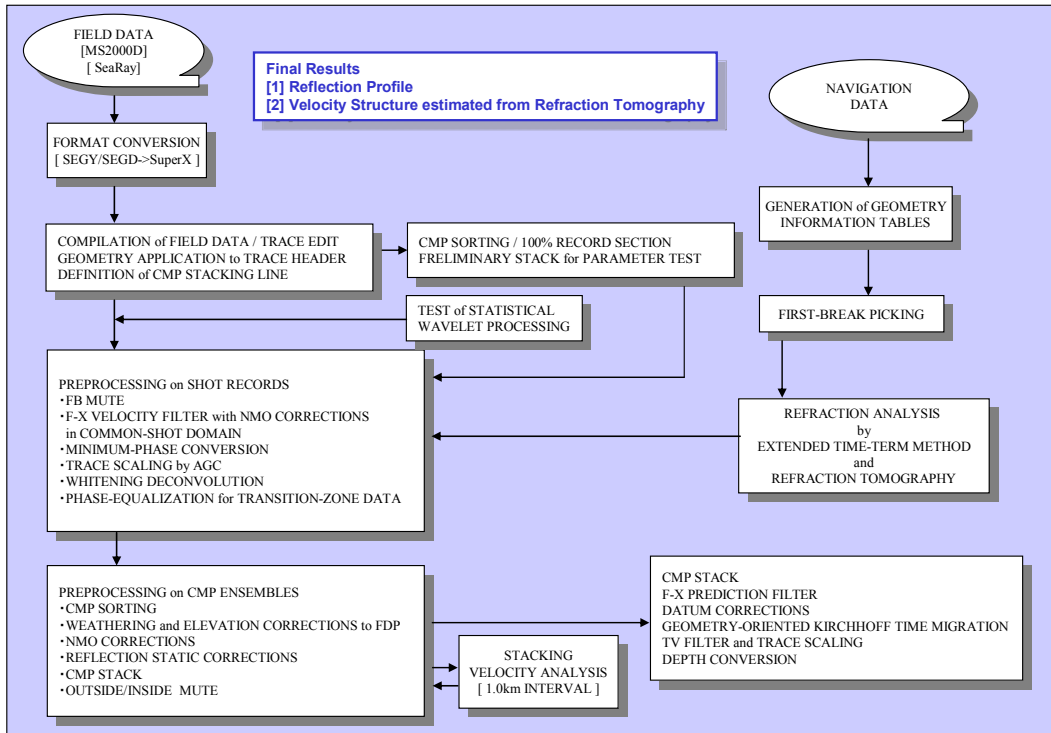 FIELD DATA
[MS2000D]
[ SeaRay]
Final Results
[1] Reflection Profile
[2] Velocity Structure estimated from Refraction Tomography
NAVIGATION
DATA
FORMAT CONVERSION
[ SEGY/SEGD->SuperX ]
GENERATION of GEOMETRY
INFORMATION TABLES
COMPILATION of FIELD DATA / TRACE EDIT
GEOMETRY APPLICATION to TRACE HEADER
DEFINITION of CMP STACKING LINE
CMP SORTING / 100% RECORD SECTION
FRELIMINARY STACK for PARAMETER TEST
TEST of STATISTICAL
WAVELET PROCESSING
FIRST-BREAK PICKING
PREPROCESSING on SHOT RECORDS
・FB MUTE
・F-X VELOCITY FILTER with NMO CORRECTIONS
in COMMON-SHOT DOMAIN
・MINIMUM-PHASE CONVERSION
・TRACE SCALING by AGC
・WHITENING DECONVOLUTION
・PHASE-EQUALIZATION for TRANSITION-ZONE DATA
REFRACTION ANALYSIS
by
EXTENDED TIME-TERM METHOD
and
REFRACTION TOMOGRAPHY
PREPROCESSING on CMP ENSEMBLES
・CMP SORTING
・WEATHERING and ELEVATION CORRECTIONS to FDP
・NMO CORRECTIONS
・REFLECTION STATIC CORRECTIONS
・CMP STACK
・OUTSIDE/INSIDE MUTE
STACKING
VELOCITY ANALYSIS
[ 1.0km INTERVAL ]
CMP STACK
F-X PREDICTION FILTER
DATUM CORRECTIONS
GEOMETRY-ORIENTED KIRCHHOFF TIME MIGRATION
TV FILTER and TRACE SCALING
DEPTH CONVERSION